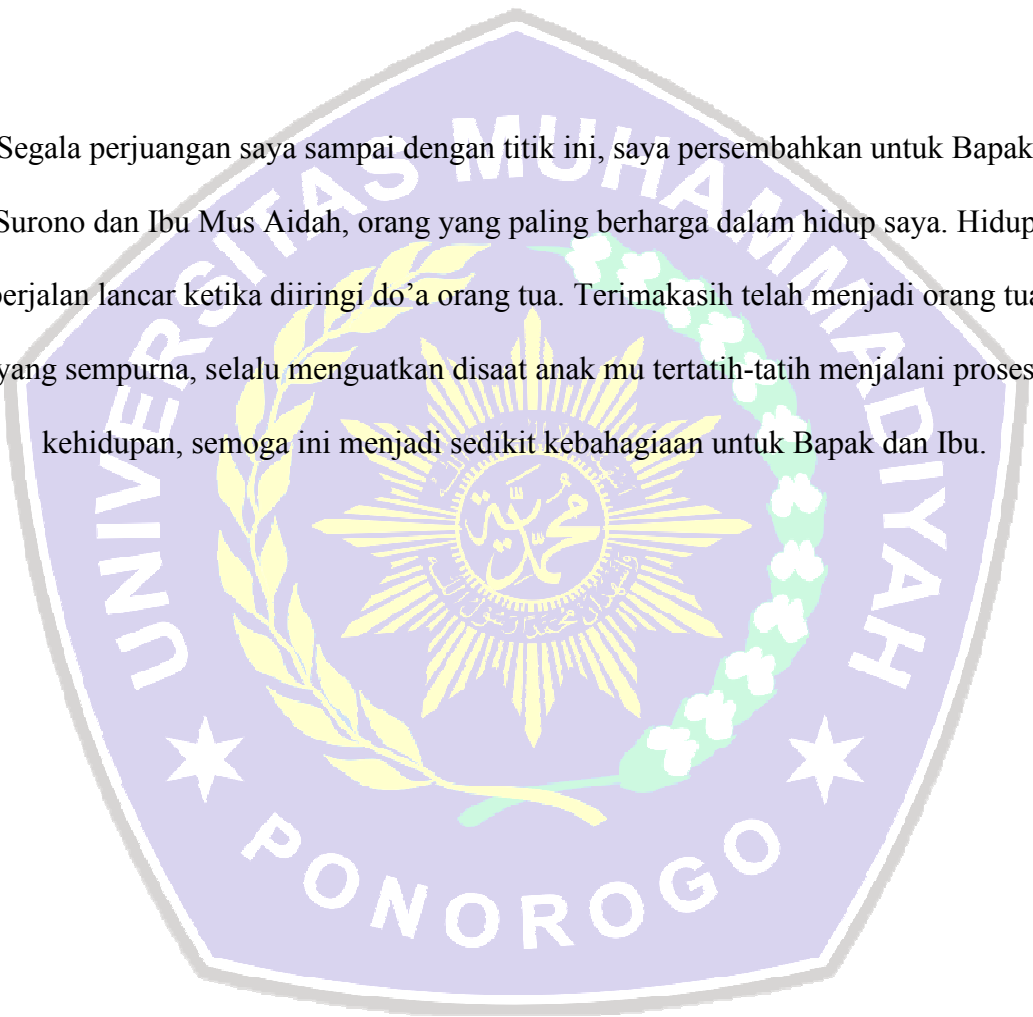 Segala perjuangan saya sampai dengan titik ini, saya persembahkan untuk Bapak
Surono dan Ibu Mus Aidah, orang yang paling berharga dalam hidup saya. Hidup
berjalan lancar ketika diiringi do’a orang tua. Terimakasih telah menjadi orang tua
yang sempurna, selalu menguatkan disaat anak mu tertatih-tatih menjalani proses
kehidupan, semoga ini menjadi sedikit kebahagiaan untuk Bapak dan Ibu.
UNIVERSITAS MUHAMMADIYAH
PONOROGO